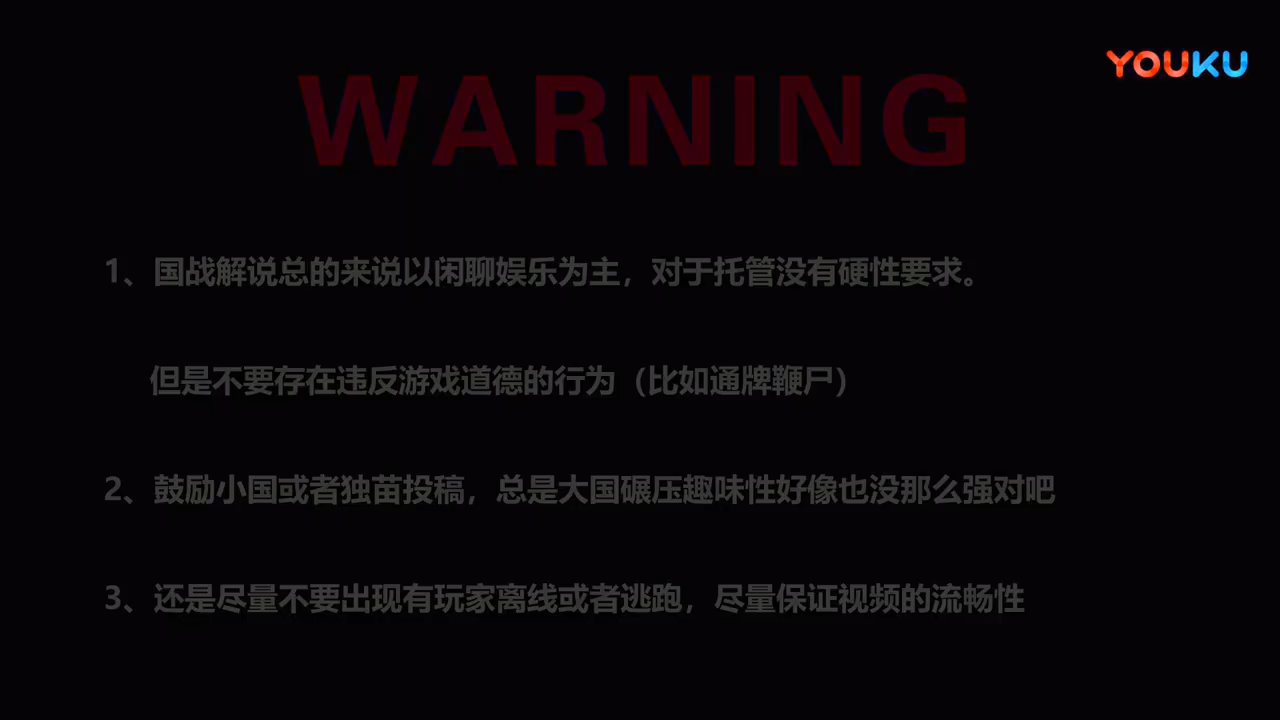 YOUKU
WARNING
1、国战解说总的来说以闲聊娱乐为主，对于托管没有硬性要求。
但是不要存在违反游戏道德的行为（比如通牌鞭尸）
2、鼓励小国或者独苗投稿，总是大国碾压趣味性好像也没那么强对吧
3、还是尽量不要出现有玩家离线或者逃跑，尽量保证视频的流畅性